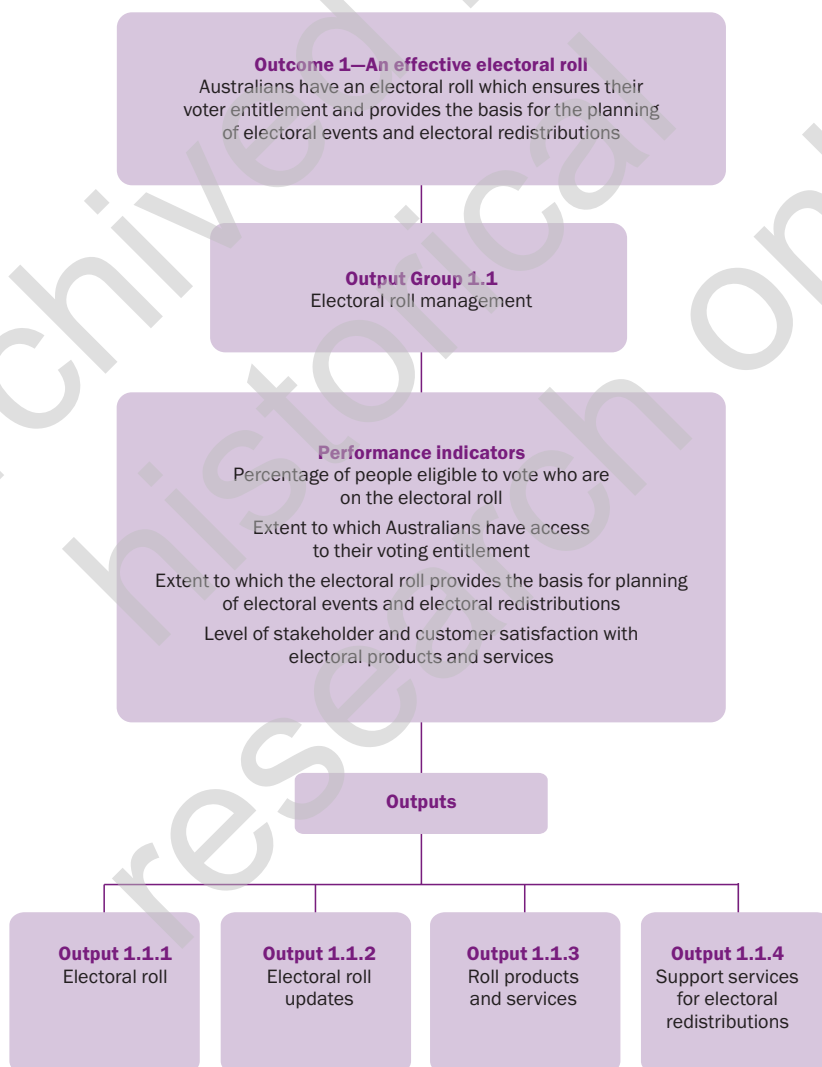 Outcome 1—An effective electoral roll
Australians have an electoral roll which ensures their
voter entitlement and provides the basis for the planning
of electoral events and electoral redistributions
Output Group 1.1
Electoral roll management
Performance indicators
Percentage of people eligible to vote who are
on the electoral roll
Extent to which Australians have access
to their voting entitlement
Extent to which the electoral roll provides the basis for planning
of electoral events and electoral redistributions
Level of stakeholder and customer satisfaction with
electoral products and services
Outputs
Output 1.1.1
Electoral roll
Output 1.1.2
Electoral roll
updates
Output 1.1.3
Roll products
and services
Output 1.1.4
Support services
for electoral
redistributions
historical
research